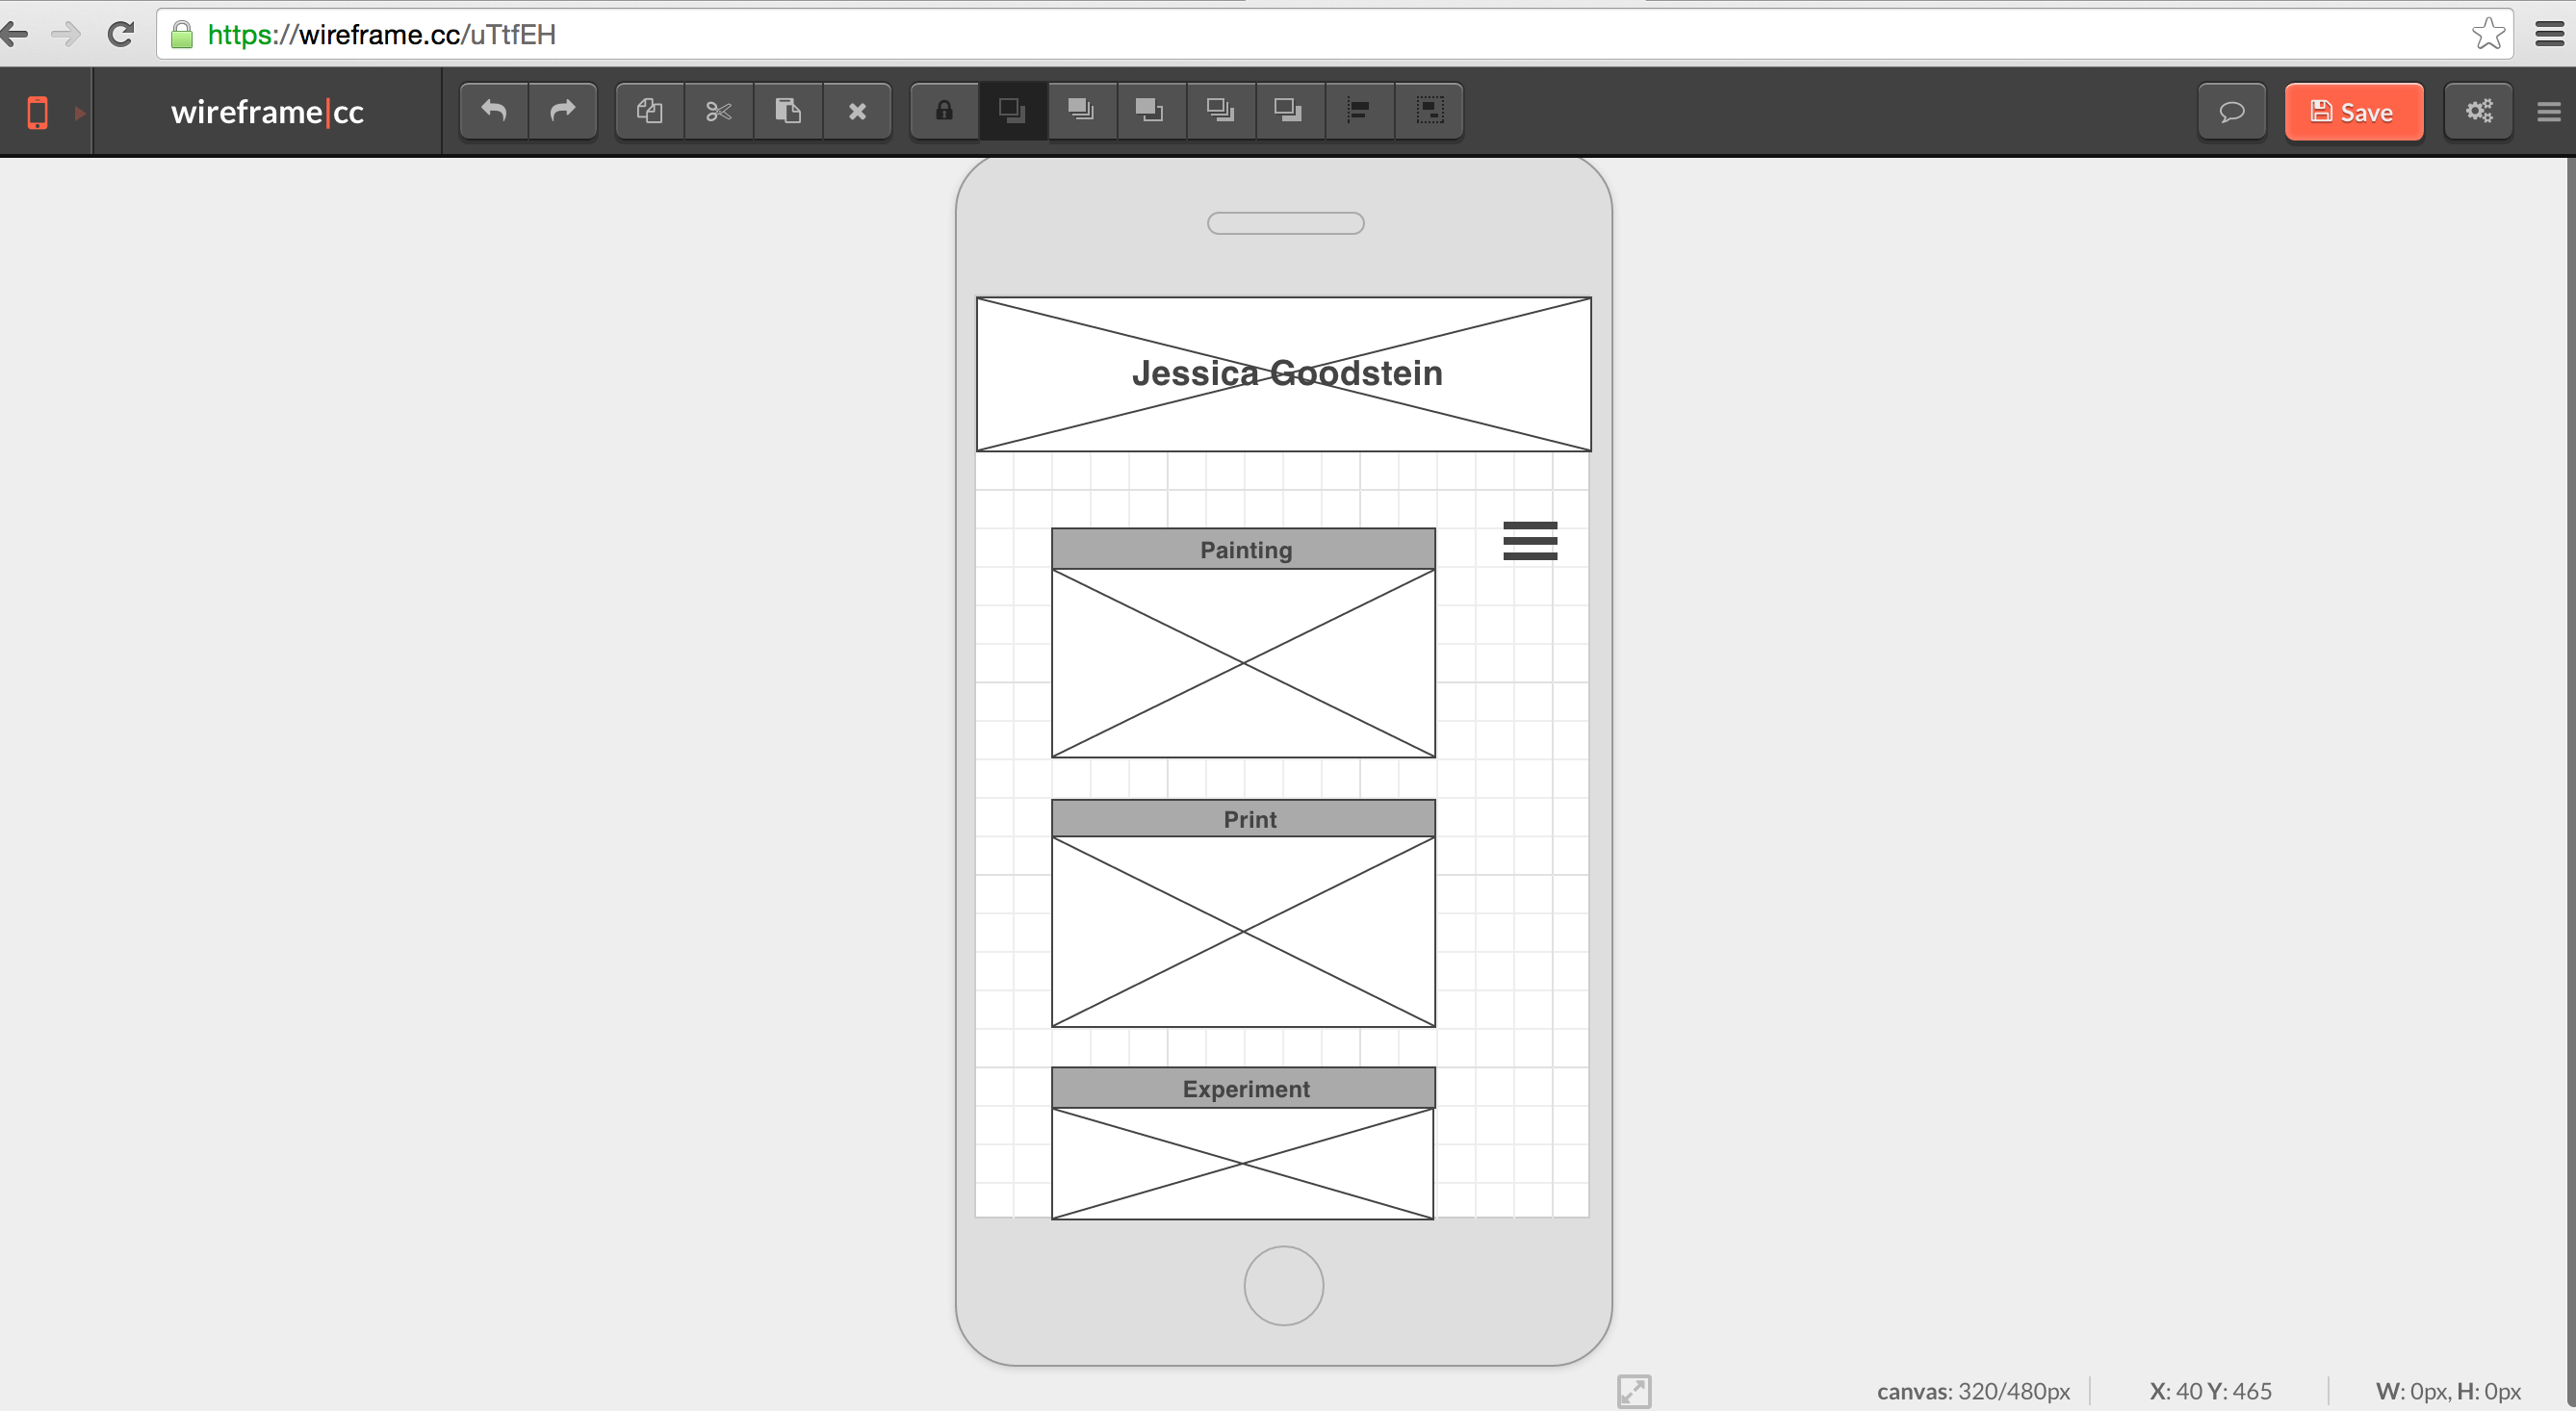 https://wireframe.cc/uTtfEH
wireframe|cc
Save
Jessica Goodstein
Painting
Print
Experiment
canvas: 320/480px
X: 40 Y: 465
W: 0px, H: 0px